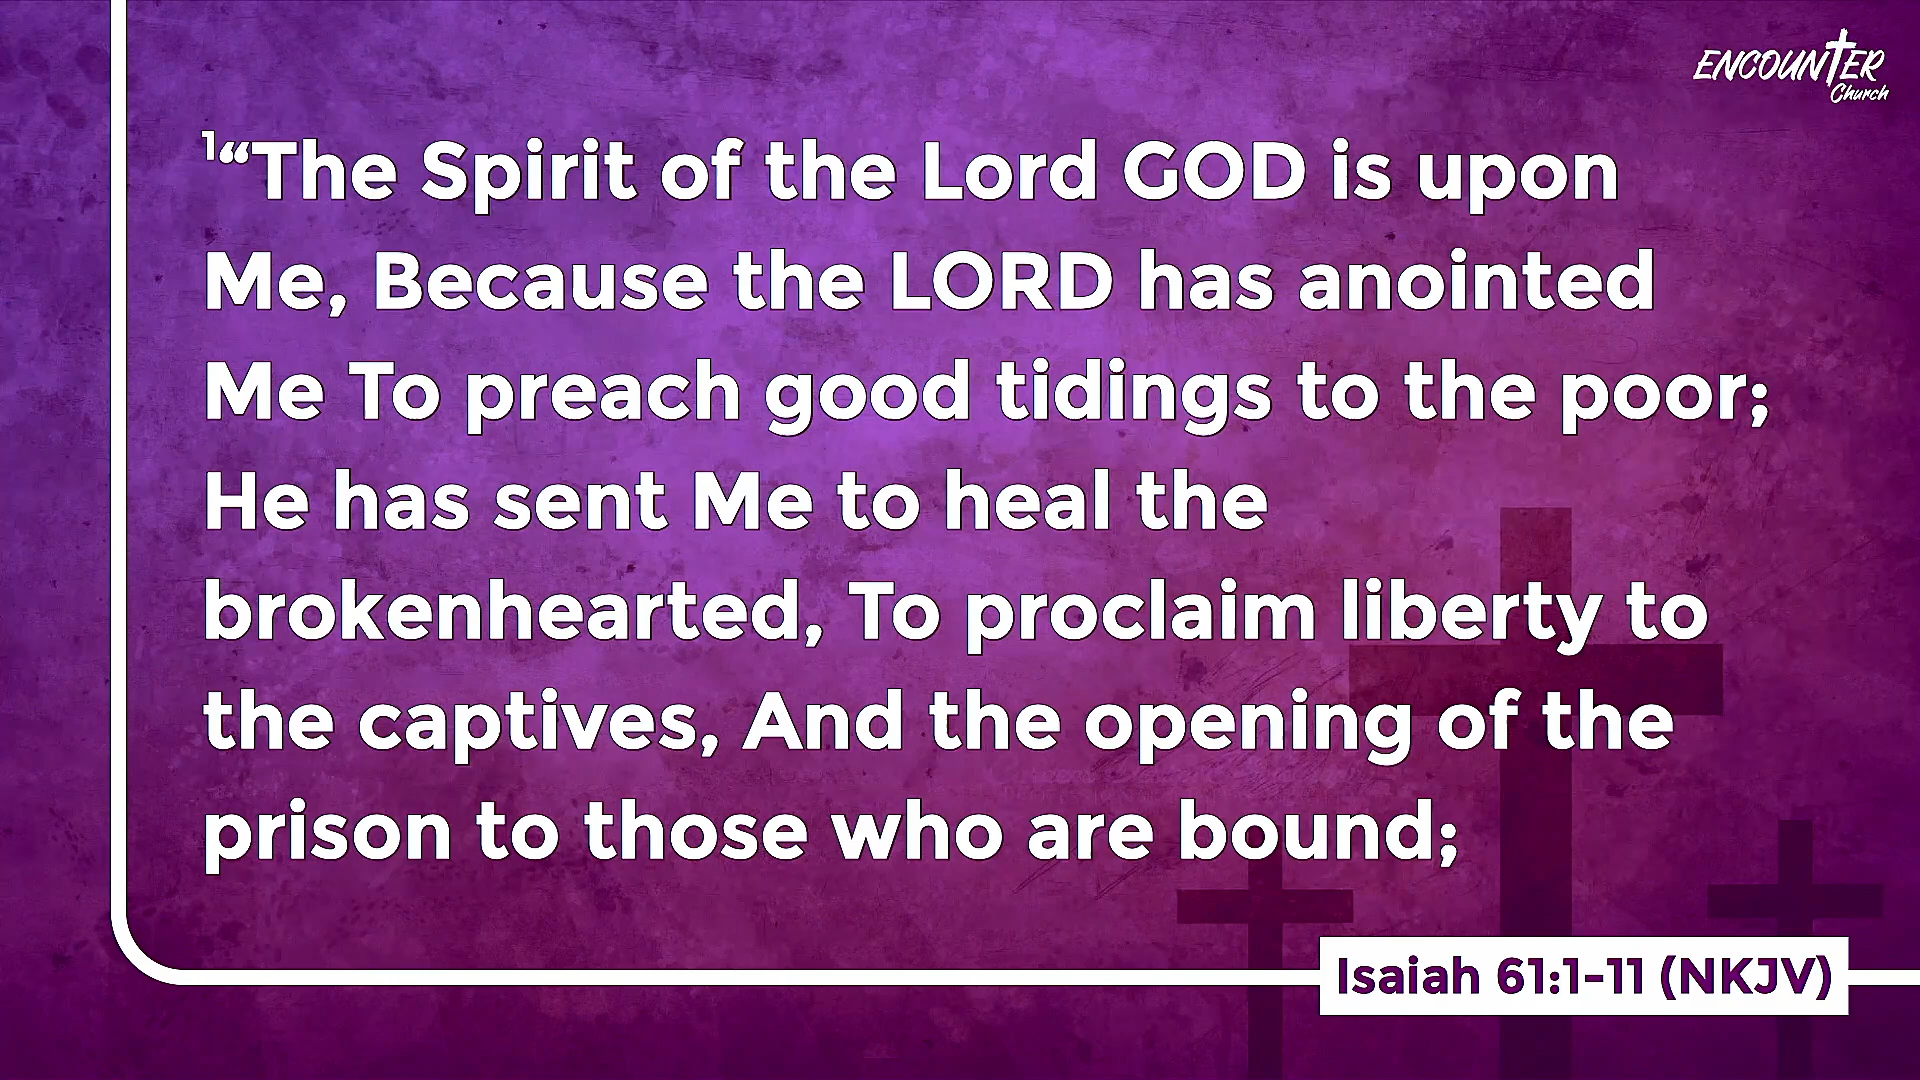 ENCOUNTER
Church
1“The Spirit of the Lord GOD is upon
Me, Because the LORD has anointed
Me To preach good tidings to the poor;
He has sent Me to heal the
brokenhearted, To proclaim liberty to
the captives, And the opening of the
prison to those who are bound;
Isaiah 61:1-11 (NKJV)